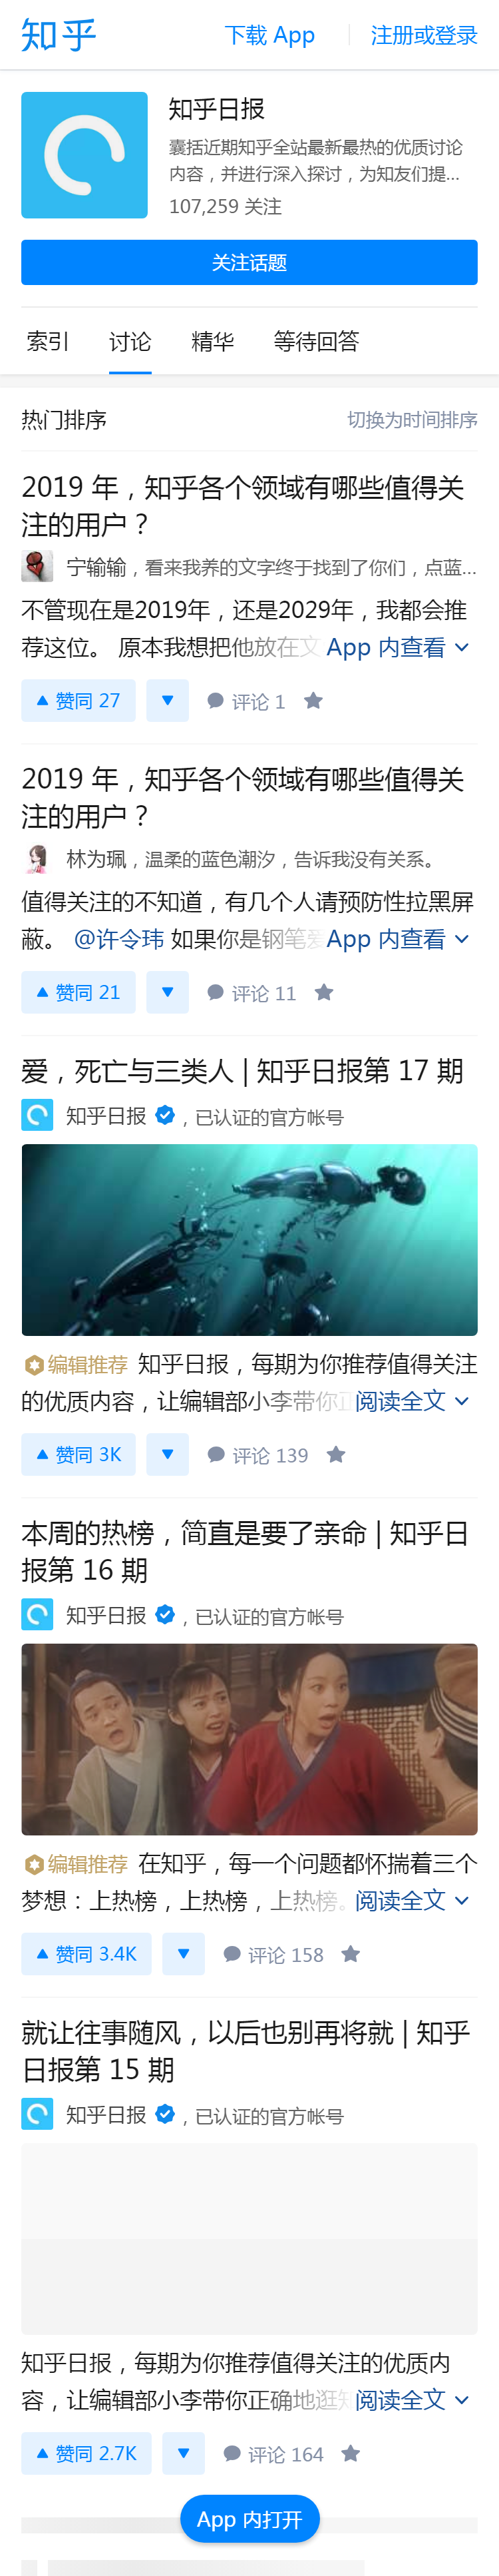 知乎
下载 App
注册或登录
知乎日报
囊括近期知乎全站最新最热的优质讨论
内容，并进行深入探讨，为知友们提...
107,259 关注
关注话题
索引 讨论 精华 等待回答
热门排序 切换为时间排序
2019 年，知乎各个领域有哪些值得关
注的用户？
宁输输，看来我养的文字终于找到了你们，点蓝...
不管现在是2019年，还是2029年，我都会推
荐这位。 原本我想把他放在文 App 内查看
赞同 27 评论 1
2019 年，知乎各个领域有哪些值得关
注的用户？
林为珮，温柔的蓝色潮汐，告诉我没有关系。
值得关注的不知道，有几个人请预防性拉黑屏
蔽。 @许令玮 如果你是钢笔爱 App 内查看
赞同 21 评论 11
爱，死亡与三类人 | 知乎日报第 17 期
知乎日报 ，已认证的官方帐号
编辑推荐 知乎日报，每期为你推荐值得关注
的优质内容，让编辑部小李带你正 阅读全文
赞同 3K 评论 139
本周的热榜，简直是要了亲命 | 知乎日
报第 16 期
知乎日报 ，已认证的官方帐号
编辑推荐 在知乎，每一个问题都怀揣着三个
梦想：上热榜，上热榜，上热榜。 阅读全文
赞同 3.4K 评论 158
就让往事随风，以后也别再将就 | 知乎
日报第 15 期
知乎日报 ，已认证的官方帐号
知乎日报，每期为你推荐值得关注的优质内
容，让编辑部小李带你正确地逛知 阅读全文
赞同 2.7K 评论 164
App 内打开